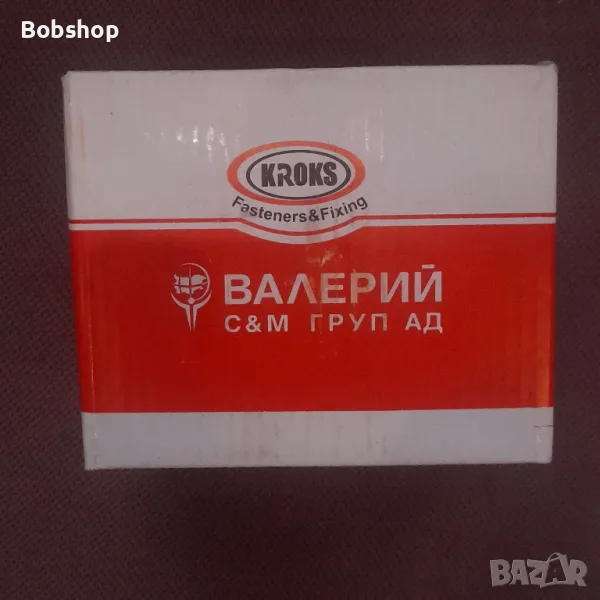 Bobshop
KROKS
Fasteners&Fixing
ВАЛЕРИЙ
С&М ГРУП АД
BAZAR